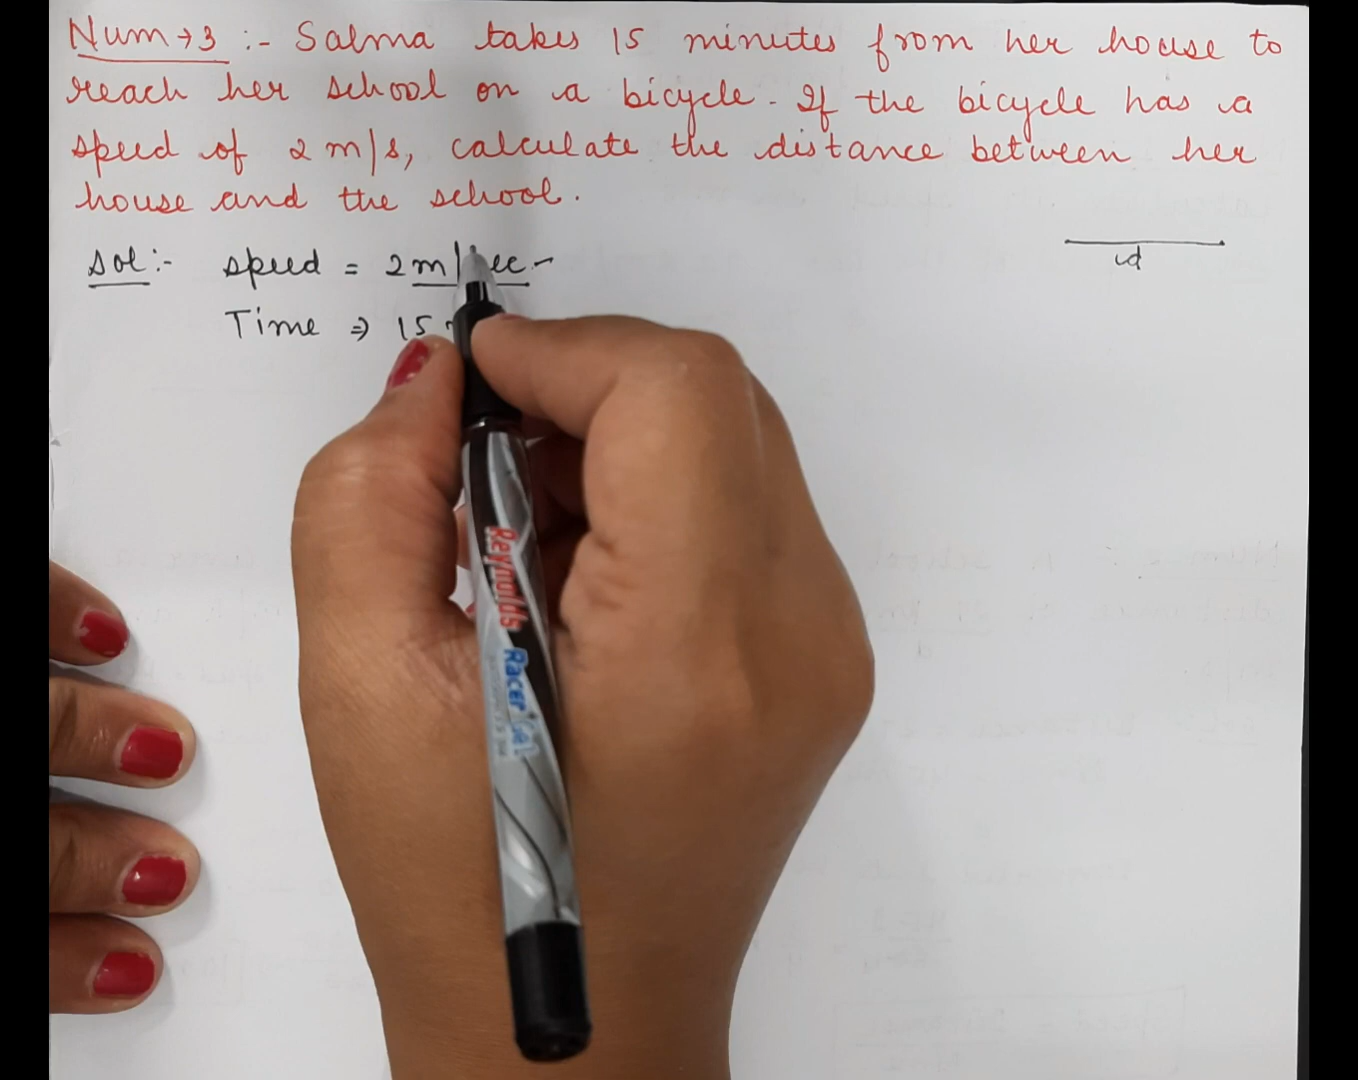 Num→3 :- Salma takes 15 minutes from her house to
reach her school on a bicycle. If the bicycle has a
speed of 2 m/s, calculate the distance between her
house and the school.
d
Sol:- speed = 2m/sec-
Time ⇒ 15
Reynolds Racer Gel